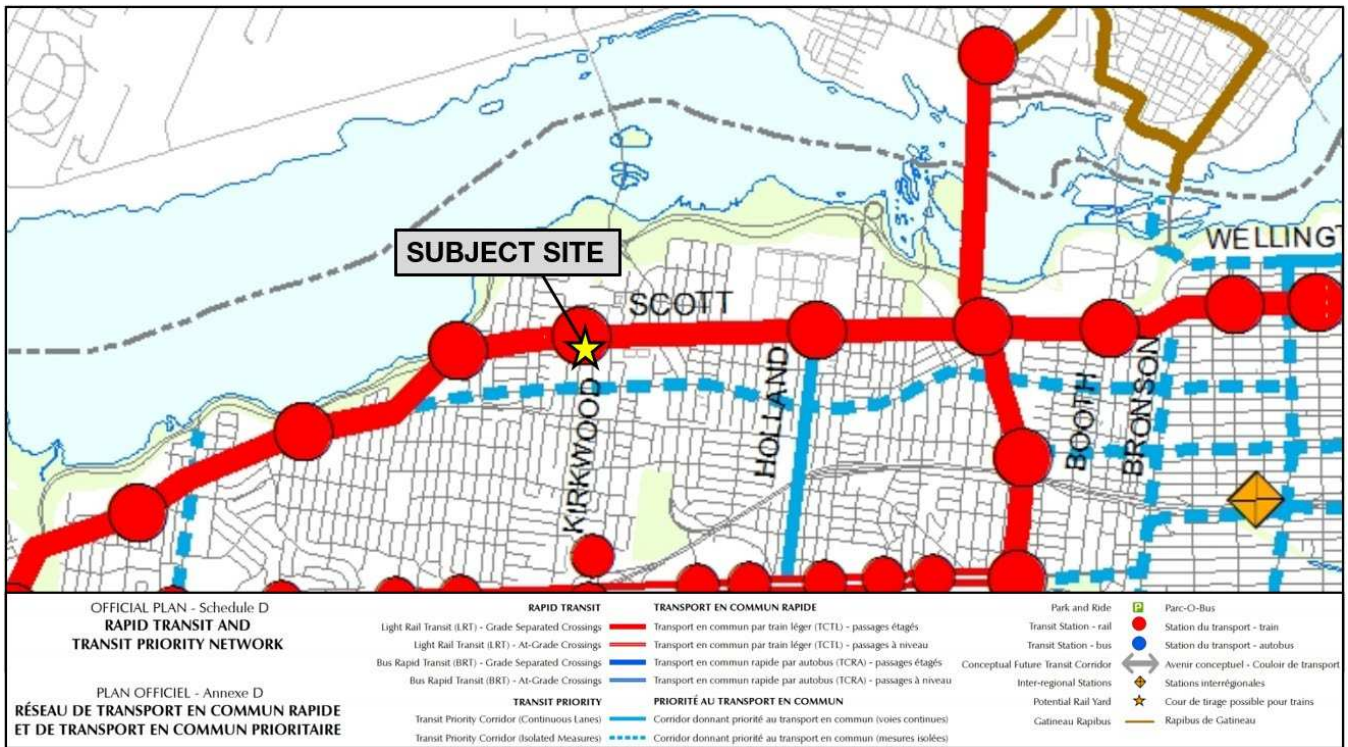 WELLINGT
SUBJECT SITE
SCOTT
KIRKWOOD
HOLLAND
BOOTH
BRONSON
OFFICIAL PLAN - Schedule D
RAPID TRANSIT AND
TRANSIT PRIORITY NETWORK
PLAN OFFICIEL - Annexe D
RÉSEAU DE TRANSPORT EN COMMUN RAPIDE
ET DE TRANSPORT EN COMMUN PRIORITAIRE
RAPID TRANSIT TRANSPORT EN COMMUN RAPIDE
Light Rail Transit (LRT) - Grade Separated Crossings Transport en commun par train léger (TCTL) - passages étagés
Light Rail Transit (LRT) - At-Grade Crossings Transport en commun par train léger (TCTL) - passages à niveau
Bus Rapid Transit (BRT) - Grade Separated Crossings Transport en commun rapide par autobus (TCRA) - passages étagés
Bus Rapid Transit (BRT) - At-Grade Crossings Transport en commun rapide par autobus (TCRA) - passages à niveau
TRANSIT PRIORITY PRIORITÉ AU TRANSPORT EN COMMUN
Transit Priority Corridor (Continuous Lanes) Corridor donnant priorité au transport en commun (voies continues)
Transit Priority Corridor (Isolated Measures) Corridor donnant priorité au transport en commun (mesures isolées)
Park and Ride P Parc-O-Bus
Transit Station - rail Station du transport - train
Transit Station - bus Station du transport - autobus
Conceptual Future Transit Corridor Avenir conceptuel - Couloir de transport
Inter-regional Stations Stations interrégionales
Potential Rail Yard Cour de tirage possible pour trains
Gatineau Rapibus Rapibus de Gatineau